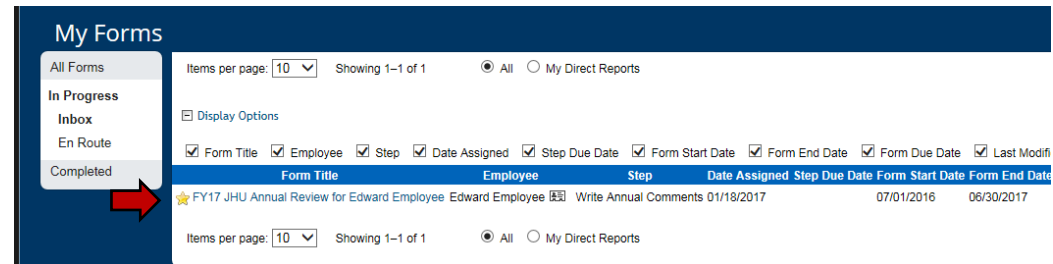 My Forms
All Forms
In Progress
Inbox
En Route
Completed
Items per page: 10 Showing 1–1 of 1 All My Direct Reports
Display Options
Form Title Employee Step Date Assigned Step Due Date Form Start Date Form End Date Form Due Date Last Modifi
Form Title Employee Step Date Assigned Step Due Date Form Start Date Form End Date
FY17 JHU Annual Review for Edward Employee Edward Employee Write Annual Comments 01/18/2017 07/01/2016 06/30/2017
Items per page: 10 Showing 1–1 of 1 All My Direct Reports